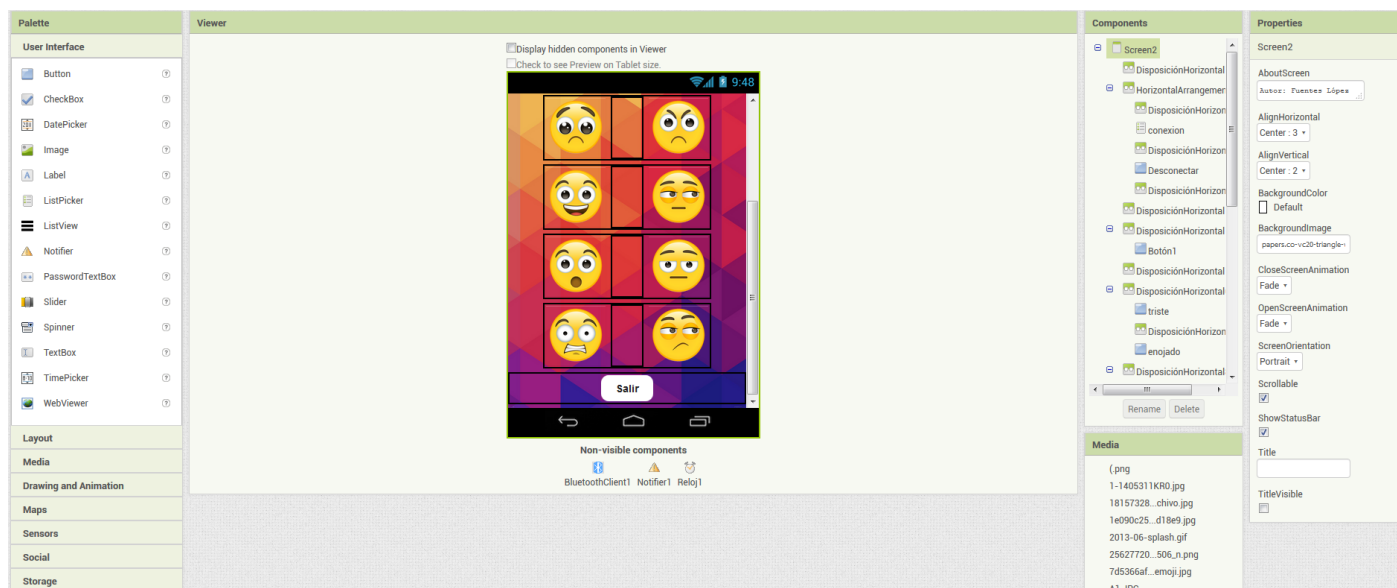 Palette
User Interface
Button
CheckBox
DatePicker
Image
Label
ListPicker
ListView
Notifier
PasswordTextBox
Slider
Spinner
TextBox
TimePicker
WebViewer
Layout
Media
Drawing and Animation
Maps
Sensors
Social
Storage
Viewer
Display hidden components in Viewer
Check to see Preview on Tablet size.
9:48
Salir
Non-visible components
BluetoothClient1 Notifier1 Reloj1
Components
Screen2
DisposiciónHorizontal
HorizontalArrangemen
DisposiciónHorizon
conexion
DisposiciónHorizon
Desconectar
DisposiciónHorizon
DisposiciónHorizontal
DisposiciónHorizontal
Botón1
DisposiciónHorizontal
DisposiciónHorizontal
triste
DisposiciónHorizon
enojado
DisposiciónHorizontal
Rename Delete
Media
(.png
1-1405311KR0.jpg
18157328...chivo.jpg
1e090c25...d18e9.jpg
2013-06-splash.gif
25627720...506_n.png
7d5366af...emoji.jpg
A1.JPG
Properties
Screen2
AboutScreen
Autor: Fuentes Lópes
AlignHorizontal
Center : 3
AlignVertical
Center : 2
BackgroundColor
Default
BackgroundImage
papers.co-vc20-triangle-
CloseScreenAnimation
Fade
OpenScreenAnimation
Fade
ScreenOrientation
Portrait
Scrollable
ShowStatusBar
Title
TitleVisible